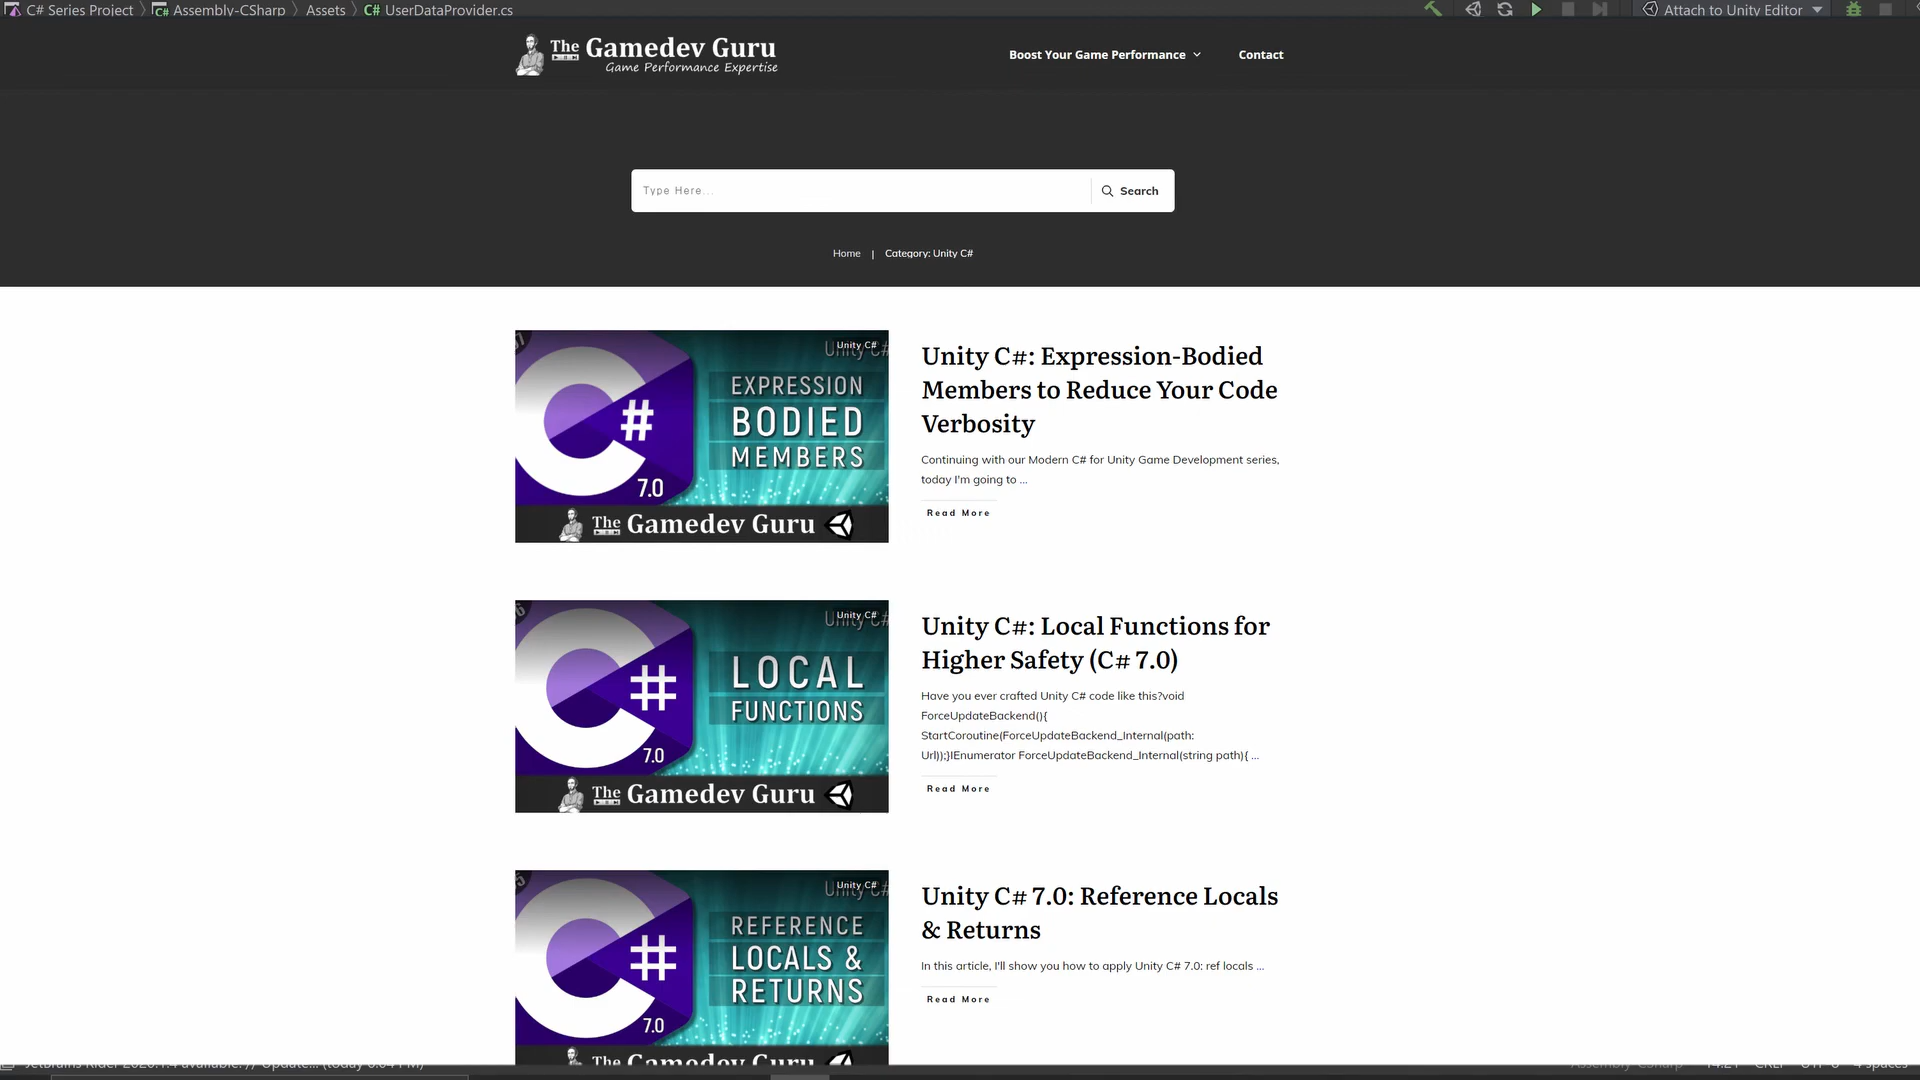 C# Series Project
Assembly-CSharp
Assets
C# UserDataProvider.cs
Attach to Unity Editor
The Gamedev Guru
Game Performance Expertise
Boost Your Game Performance
Contact
Type Here...
Search
Home | Category: Unity C#
Unity C#
EXPRESSION
BODIED
MEMBERS
#
7.0
The Gamedev Guru
Unity C#: Expression-Bodied
Members to Reduce Your Code
Verbosity
Continuing with our Modern C# for Unity Game Development series,
today I'm going to ...
Read More
Unity C#
LOCAL
FUNCTIONS
#
7.0
The Gamedev Guru
Unity C#: Local Functions for
Higher Safety (C# 7.0)
Have you ever crafted Unity C# code like this?void
ForceUpdateBackend(){
StartCoroutine(ForceUpdateBackend_Internal(path:
Url));}IEnumerator ForceUpdateBackend_Internal(string path){ ...
Read More
Unity C#
REFERENCE
LOCALS &
RETURNS
#
7.0
The Gamedev Guru
Unity C# 7.0: Reference Locals
& Returns
In this article, I'll show you how to apply Unity C# 7.0: ref locals ...
Read More